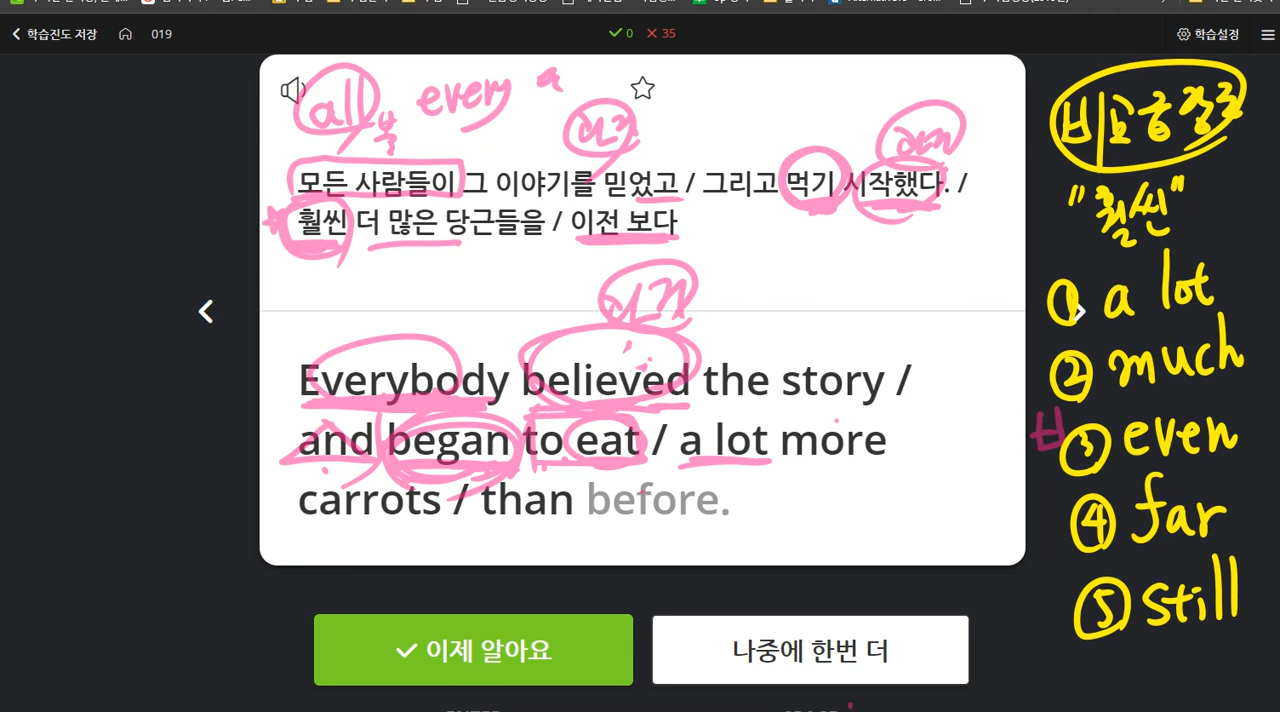 학습진도 저장
019
0
35
학습설정
all
every
a
복
과거
모든 사람들이 그 이야기를 믿었고 / 그리고 먹기 시작했다. /
훨씬 더 많은 당근들을 / 이전 보다
Everybody believed the story /
and began to eat / a lot more
carrots / than before.
이제 알아요
나중에 한번 더
비교급 강조
"훨씬"
① a lot
② much
③ even
④ far
⑤ still